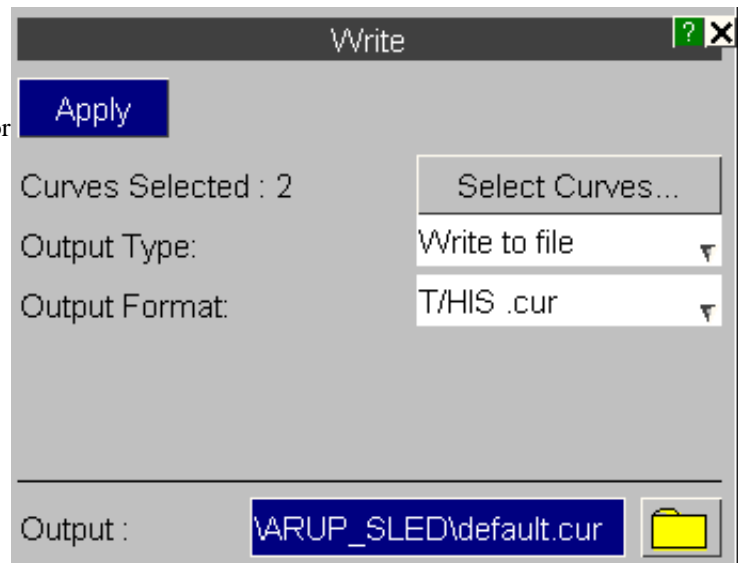 Write ?
or Apply
Curves Selected : 2 Select Curves...
Output Type: Write to file
Output Format: T/HIS .cur
Output : \ARUP_SLED\default.cur